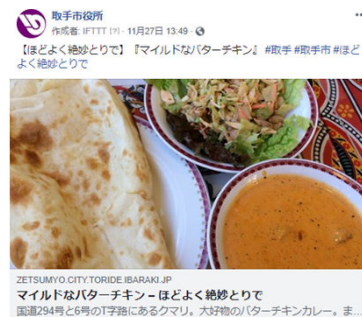 取手市役所
作成者: IFTTT [?] · 11月27日 13:49 ·
【ほどよく絶妙とりで】『マイルドなバターチキン』 #取手 #取手市 #ほど
よく絶妙とりで
ZETSUMYO.CITY.TORIDE.IBARAKI.JP
マイルドなバターチキン – ほどよく絶妙とりで
国道294号と6号のT字路にあるクマリ。大好物のバターチキンカレー。ま...